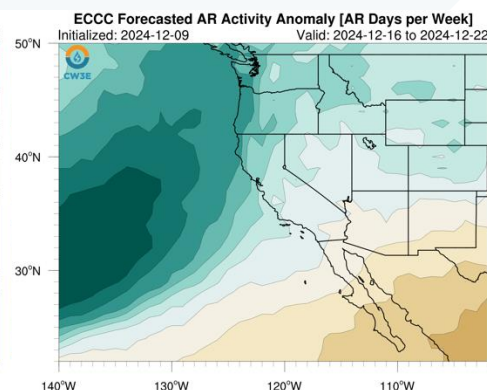 ECCC Forecasted AR Activity Anomaly [AR Days per Week]
Initialized: 2024-12-09 Valid: 2024-12-16 to 2024-12-22
50°N
CW3E
40°N
30°N
140°W 130°W 120°W 110°W